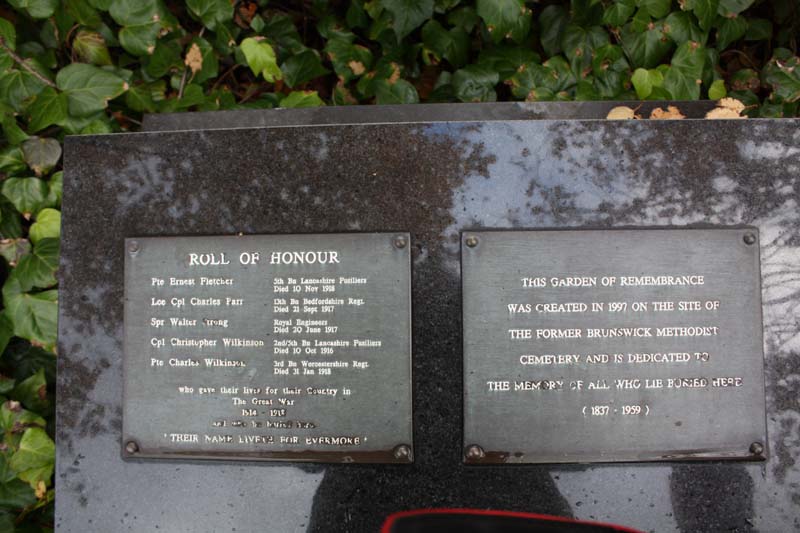 ROLL OF HONOUR
Pte Ernest Fletcher 5th Bn Lancashire Fusiliers
Died 10 Nov 1918
Lce Cpl Charles Parr 13th Bn Bedfordshire Regt.
Died 21 Sept 1917
Spr Walter Strong Royal Engineers
Died 20 June 1917
Cpl Christopher Wilkinson 2nd/5th Bn Lancashire Fusiliers
Died 10 Oct 1916
Pte Charles Wilkinson 3rd Bn Worcestershire Regt.
Died 31 Jan 1918
who gave their lives for their Country in
The Great War
1914 - 1918
and who lie buried here
' THEIR NAME LIVETH FOR EVERMORE '
THIS GARDEN OF REMEMBRANCE
WAS CREATED IN 1997 ON THE SITE OF
THE FORMER BRUNSWICK METHODIST
CEMETERY AND IS DEDICATED TO
THE MEMORY OF ALL WHO LIE BURIED HERE
( 1837 - 1959 )